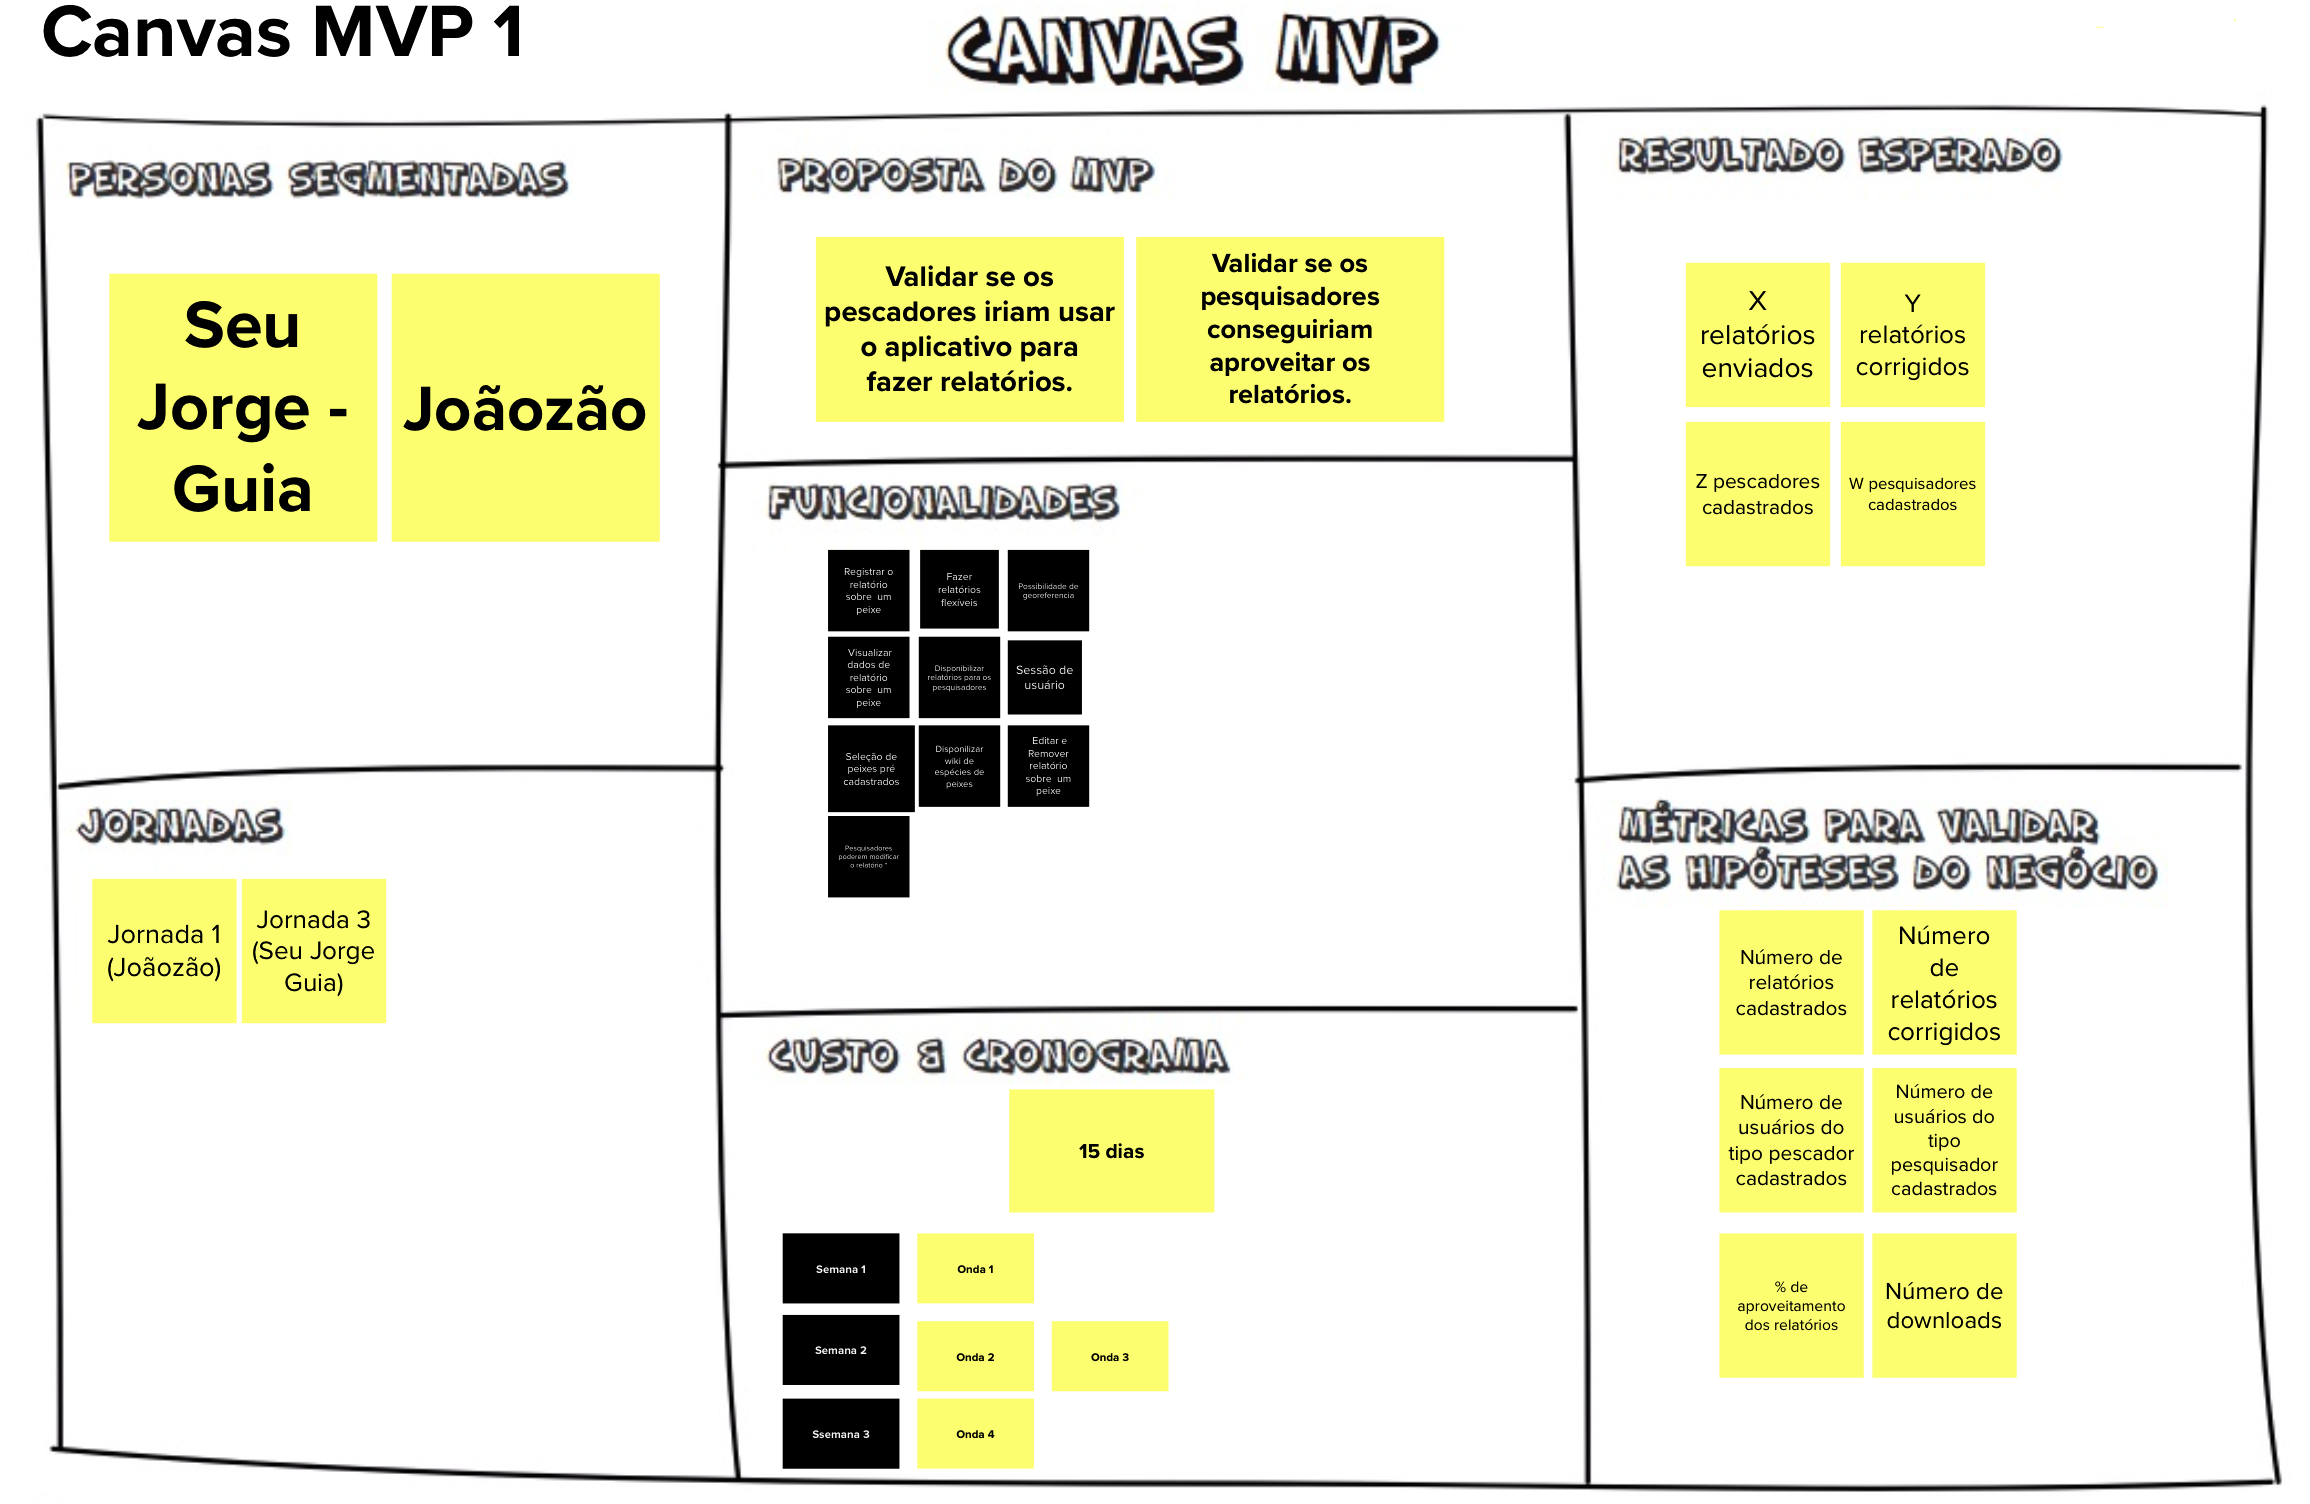 Canvas MVP 1
CANVAS MVP
PERSONAS SEGMENTADAS
Seu
Jorge -
Guia
Joãozão
JORNADAS
Jornada 1
(Joãozão)
Jornada 3
(Seu Jorge
Guia)
PROPOSTA DO MVP
Validar se os
pescadores iriam usar
o aplicativo para
fazer relatórios.
Validar se os
pesquisadores
conseguiriam
aproveitar os
relatórios.
FUNCIONALIDADES
Registrar o
relatório
sobre um
peixe
Fazer
relatórios
flexíveis
Possibilidade de
georeferencia
Visualizar
dados de
relatório
sobre um
peixe
Disponibilizar
relatórios para os
pesquisadores
Sessão de
usuário
Seleção de
peixes pré
cadastrados
Disponilizar
wiki de
espécies de
peixes
Editar e
Remover
relatório
sobre um
peixe
Pesquisadores
poderem modificar
o relatório "
CUSTO & CRONOGRAMA
15 dias
Semana 1
Onda 1
Semana 2
Onda 2
Onda 3
Ssemana 3
Onda 4
RESULTADO ESPERADO
X
relatórios
enviados
Y
relatórios
corrigidos
Z pescadores
cadastrados
W pesquisadores
cadastrados
MÉTRICAS PARA VALIDAR
AS HIPÓTESES DO NEGÓCIO
Número de
relatórios
cadastrados
Número
de
relatórios
corrigidos
Número de
usuários do
tipo pescador
cadastrados
Número de
usuários do
tipo
pesquisador
cadastrados
% de
aproveitamento
dos relatórios
Número de
downloads